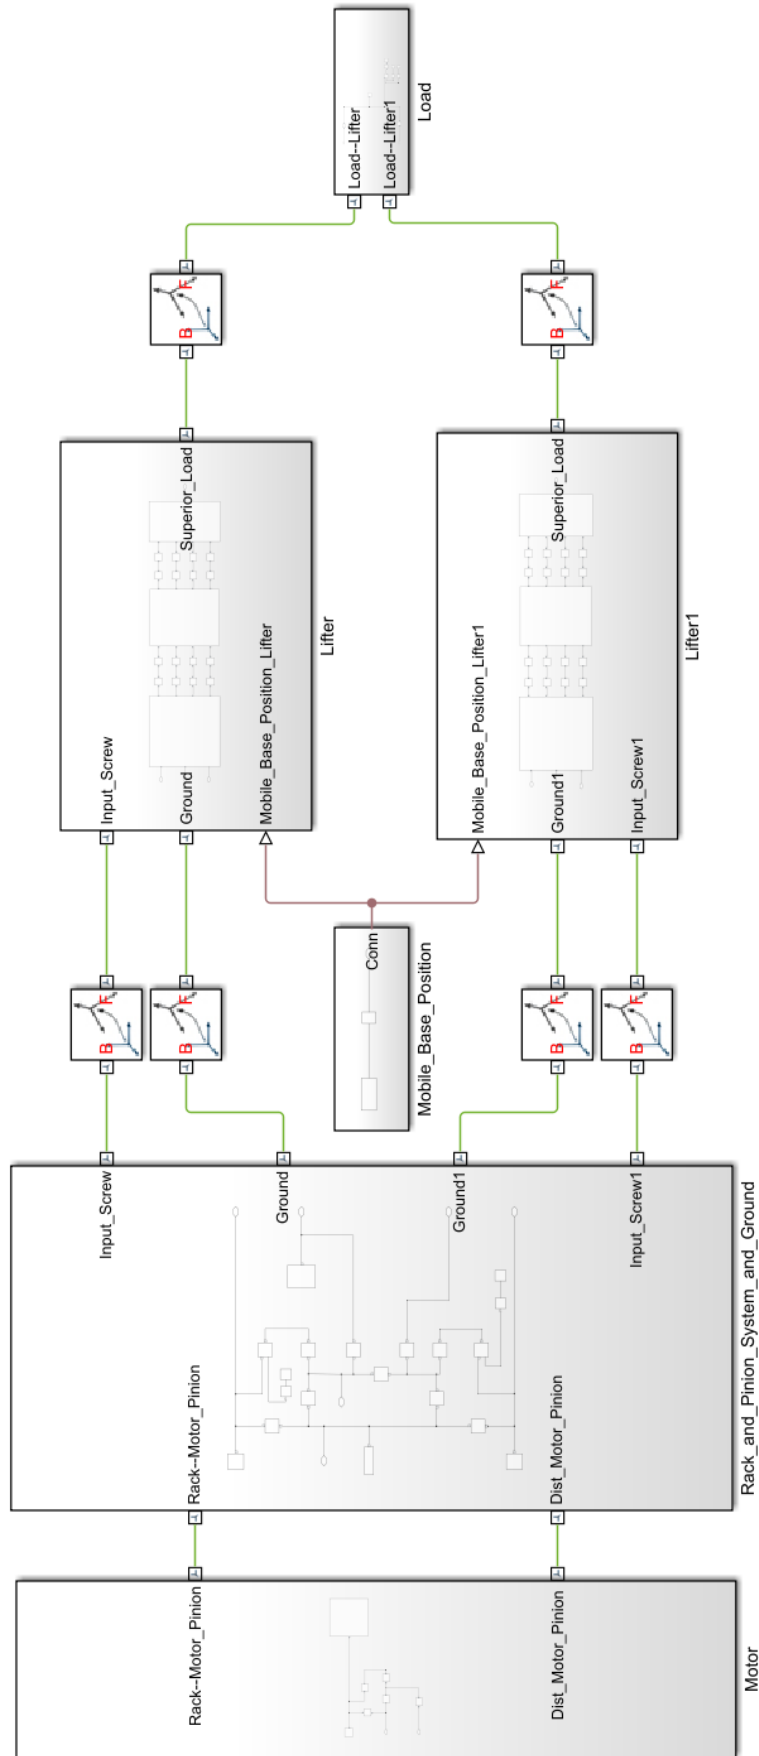 Load--Lifter
Load--Lifter1
Load
B
F
B
F
Superior_Load
Input_Screw
Ground
Mobile_Base_Position_Lifter
Lifter
Superior_Load
Mobile_Base_Position_Lifter1
Ground1
Input_Screw1
Lifter1
Conn
Mobile_Base_Position
B
F
B
F
B
F
B
F
Input_Screw
Ground
Ground1
Input_Screw1
Rack--Motor_Pinion
Dist_Motor_Pinion
Rack_and_Pinion_System_and_Ground
Rack--Motor_Pinion
Dist_Motor_Pinion
Motor